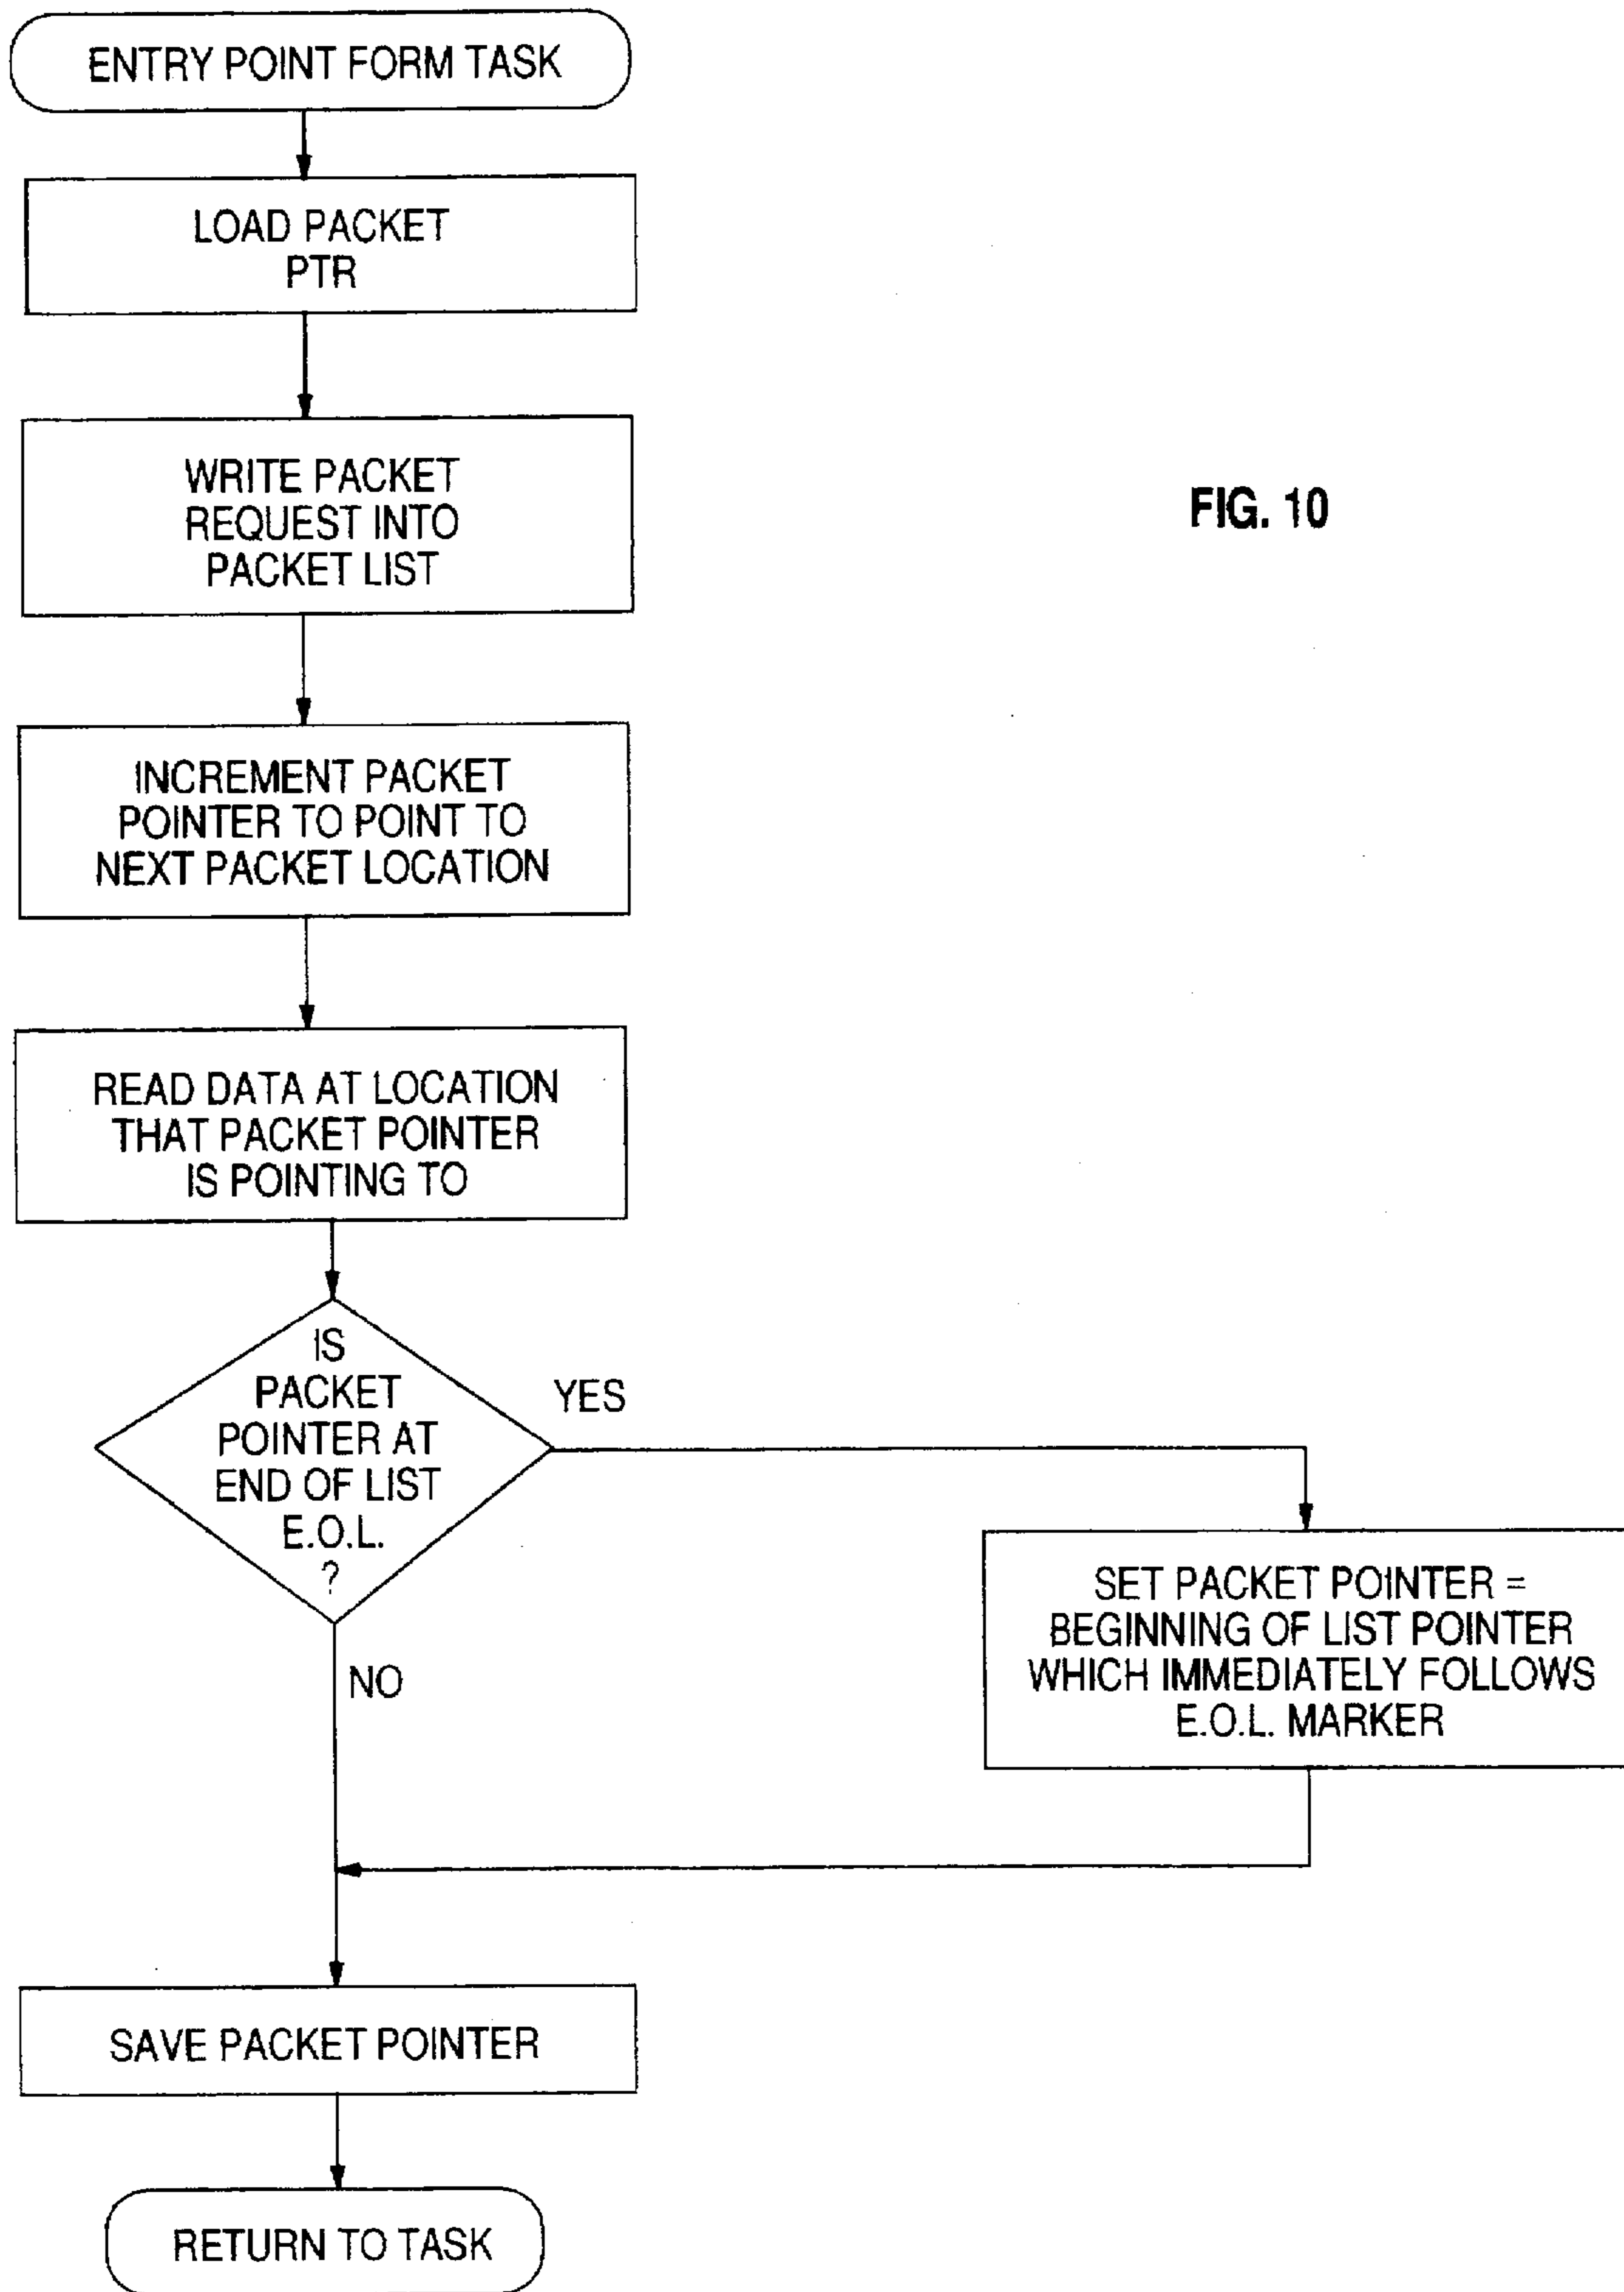 ENTRY POINT FORM TASK
LOAD PACKET
PTR
WRITE PACKET
REQUEST INTO
PACKET LIST
FIG. 10
INCREMENT PACKET
POINTER TO POINT TO
NEXT PACKET LOCATION
READ DATA AT LOCATION
THAT PACKET POINTER
IS POINTING TO
IS
PACKET
POINTER AT
END OF LIST
E.O.L.
?
YES
NO
SET PACKET POINTER =
BEGINNING OF LIST POINTER
WHICH IMMEDIATELY FOLLOWS
E.O.L. MARKER
SAVE PACKET POINTER
RETURN TO TASK